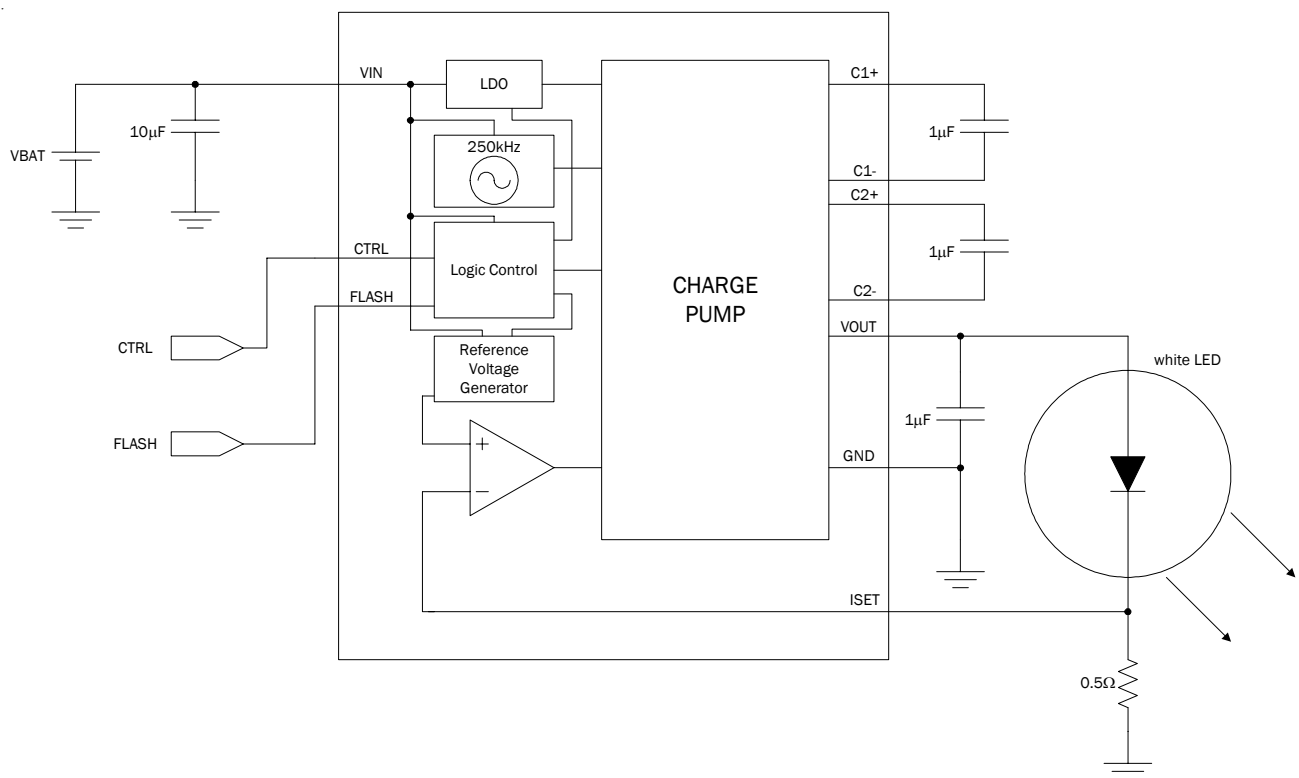 VIN
LDO
C1+
10µF
1µF
VBAT
250kHz
C1-
C2+
CTRL
Logic Control
1µF
FLASH
CHARGE
PUMP
C2-
VOUT
CTRL
Reference
Voltage
Generator
white LED
1µF
FLASH
+
−
GND
ISET
0.5Ω